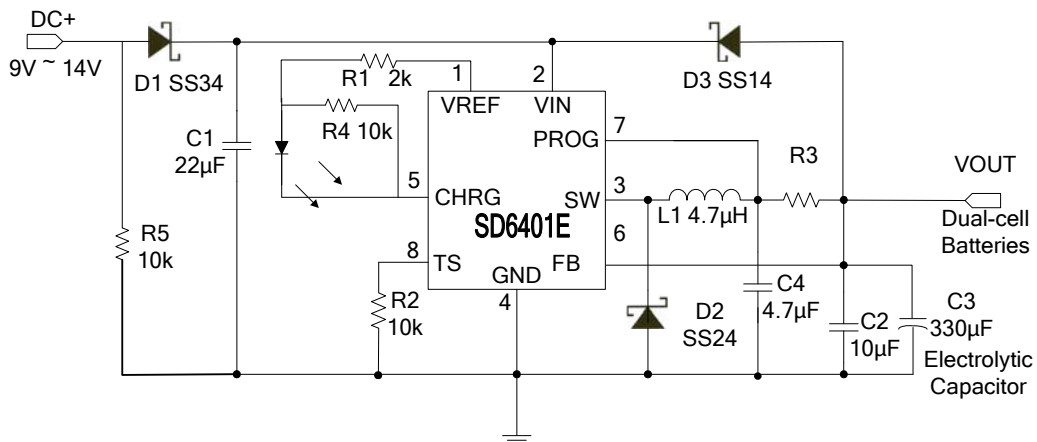 DC+
9V ~ 14V
D1 SS34
R1 2k
1
2
D3 SS14
VREF
VIN
R4 10k
C1
22μF
PROG
7
R3
VOUT
5
CHRG
SW
3
L1 4.7μH
SD6401E
Dual-cell
Batteries
R5
10k
8
TS
GND
FB
6
R2
10k
4
D2
SS24
C4
4.7μF
C2
10μF
C3
330μF
Electrolytic
Capacitor